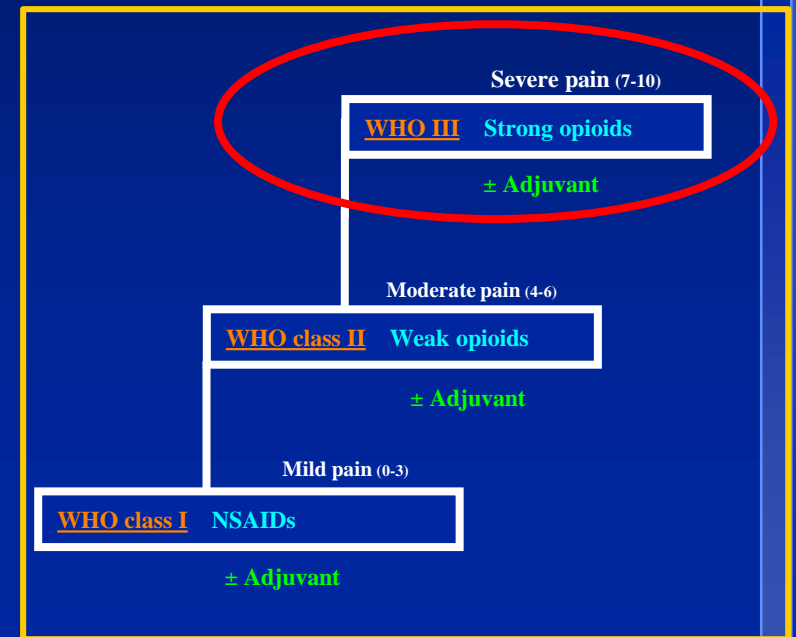 Severe pain (7-10)
WHO III Strong opioids
± Adjuvant
Moderate pain (4-6)
WHO class II Weak opioids
± Adjuvant
Mild pain (0-3)
WHO class I NSAIDs
± Adjuvant